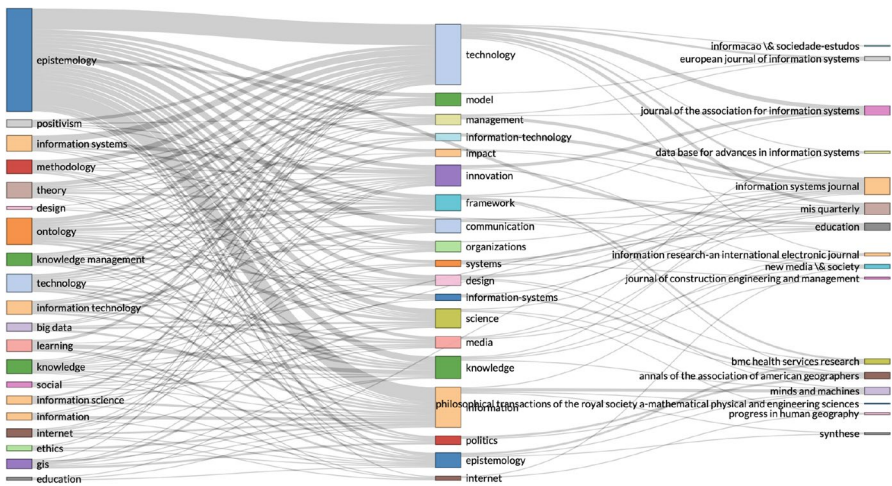 epistemology
positivism
information systems
methodology
theory
design
ontology
knowledge management
technology
information technology
big data
learning
knowledge
social
information science
information
internet
ethics
gis
education
technology
model
management
information-technology
impact
innovation
framework
communication
organizations
systems
design
information-systems
science
media
knowledge
information
politics
epistemology
internet
informacao \& sociedade-estudos
european journal of information systems
journal of the association for information systems
data base for advances in information systems
information systems journal
mis quarterly
education
information research-an international electronic journal
new media \& society
journal of construction engineering and management
bmc health services research
annals of the association of american geographers
minds and machines
philosophical transactions of the royal society a-mathematical physical and engineering sciences
progress in human geography
synthese